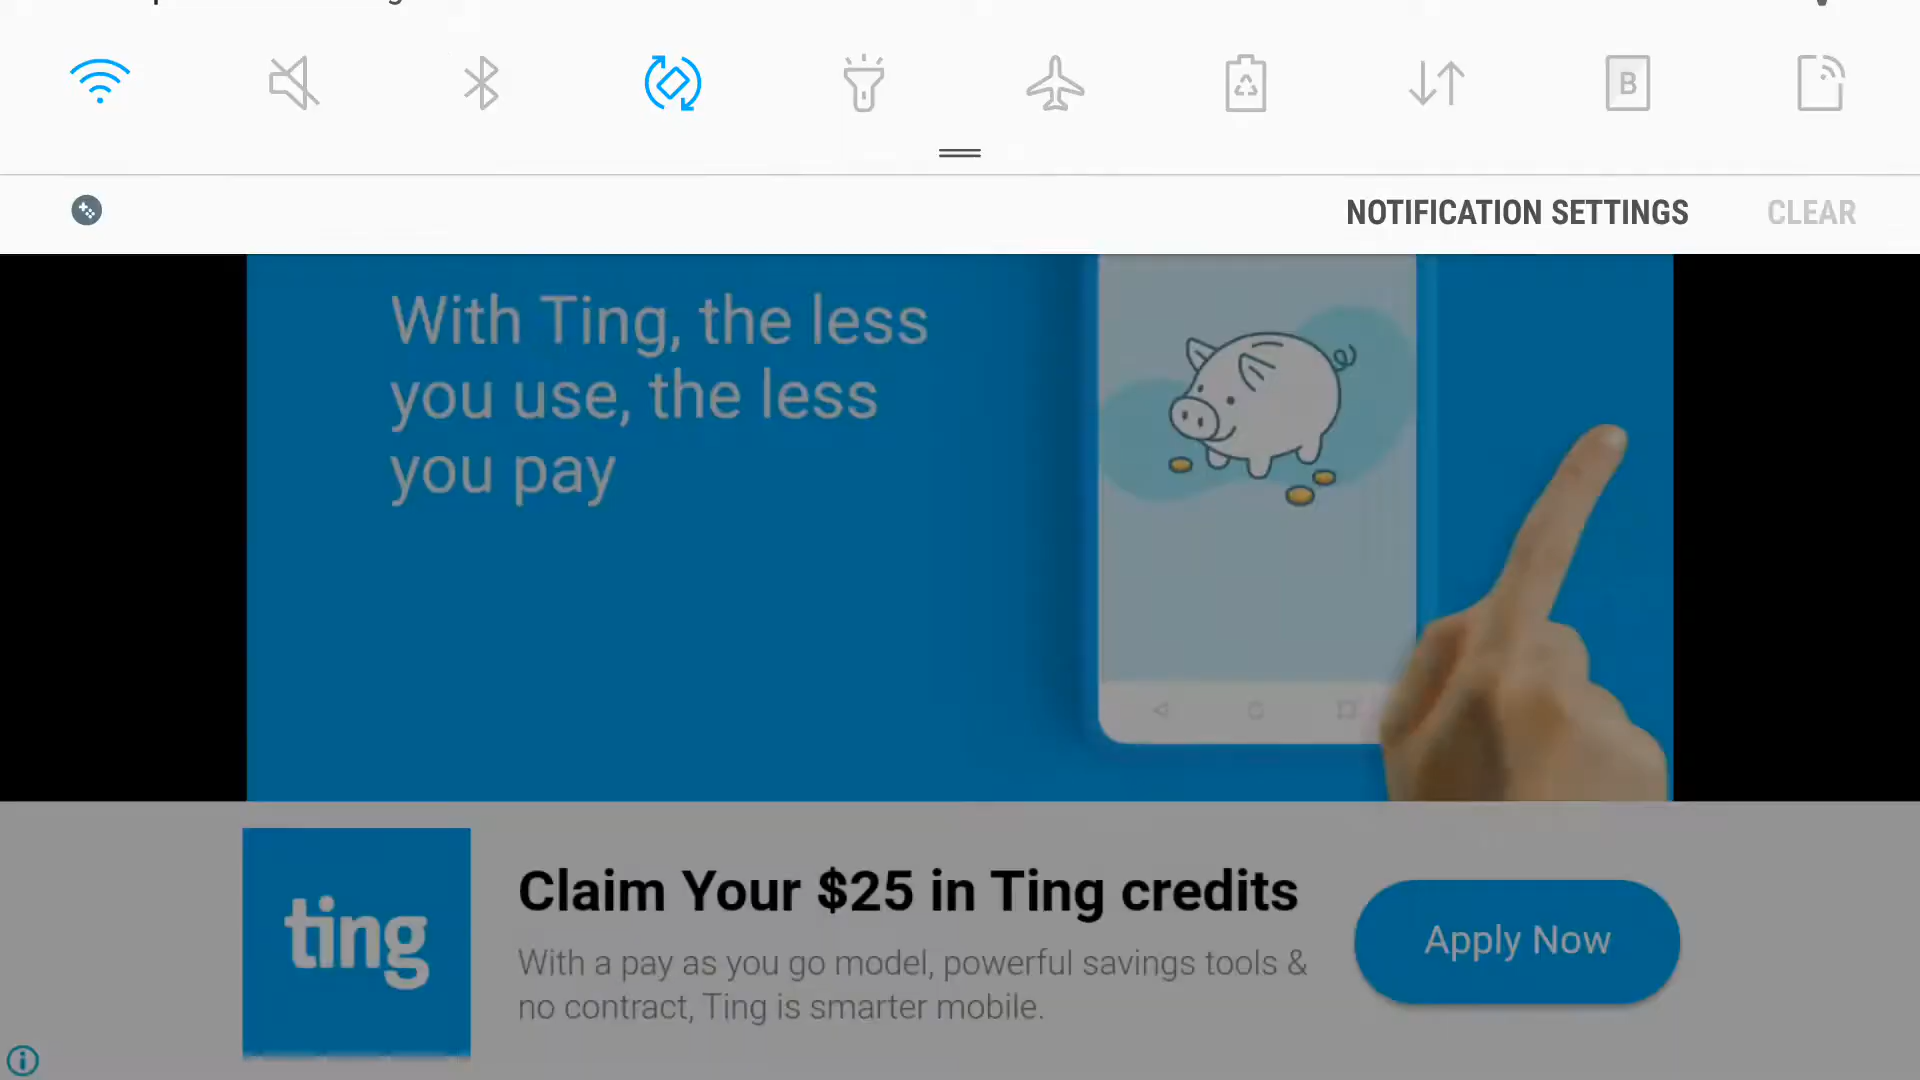 B
NOTIFICATION SETTINGS
CLEAR
With Ting, the less
you use, the less
you pay
ting
Claim Your $25 in Ting credits
With a pay as you go model, powerful savings tools &
no contract, Ting is smarter mobile.
Apply Now